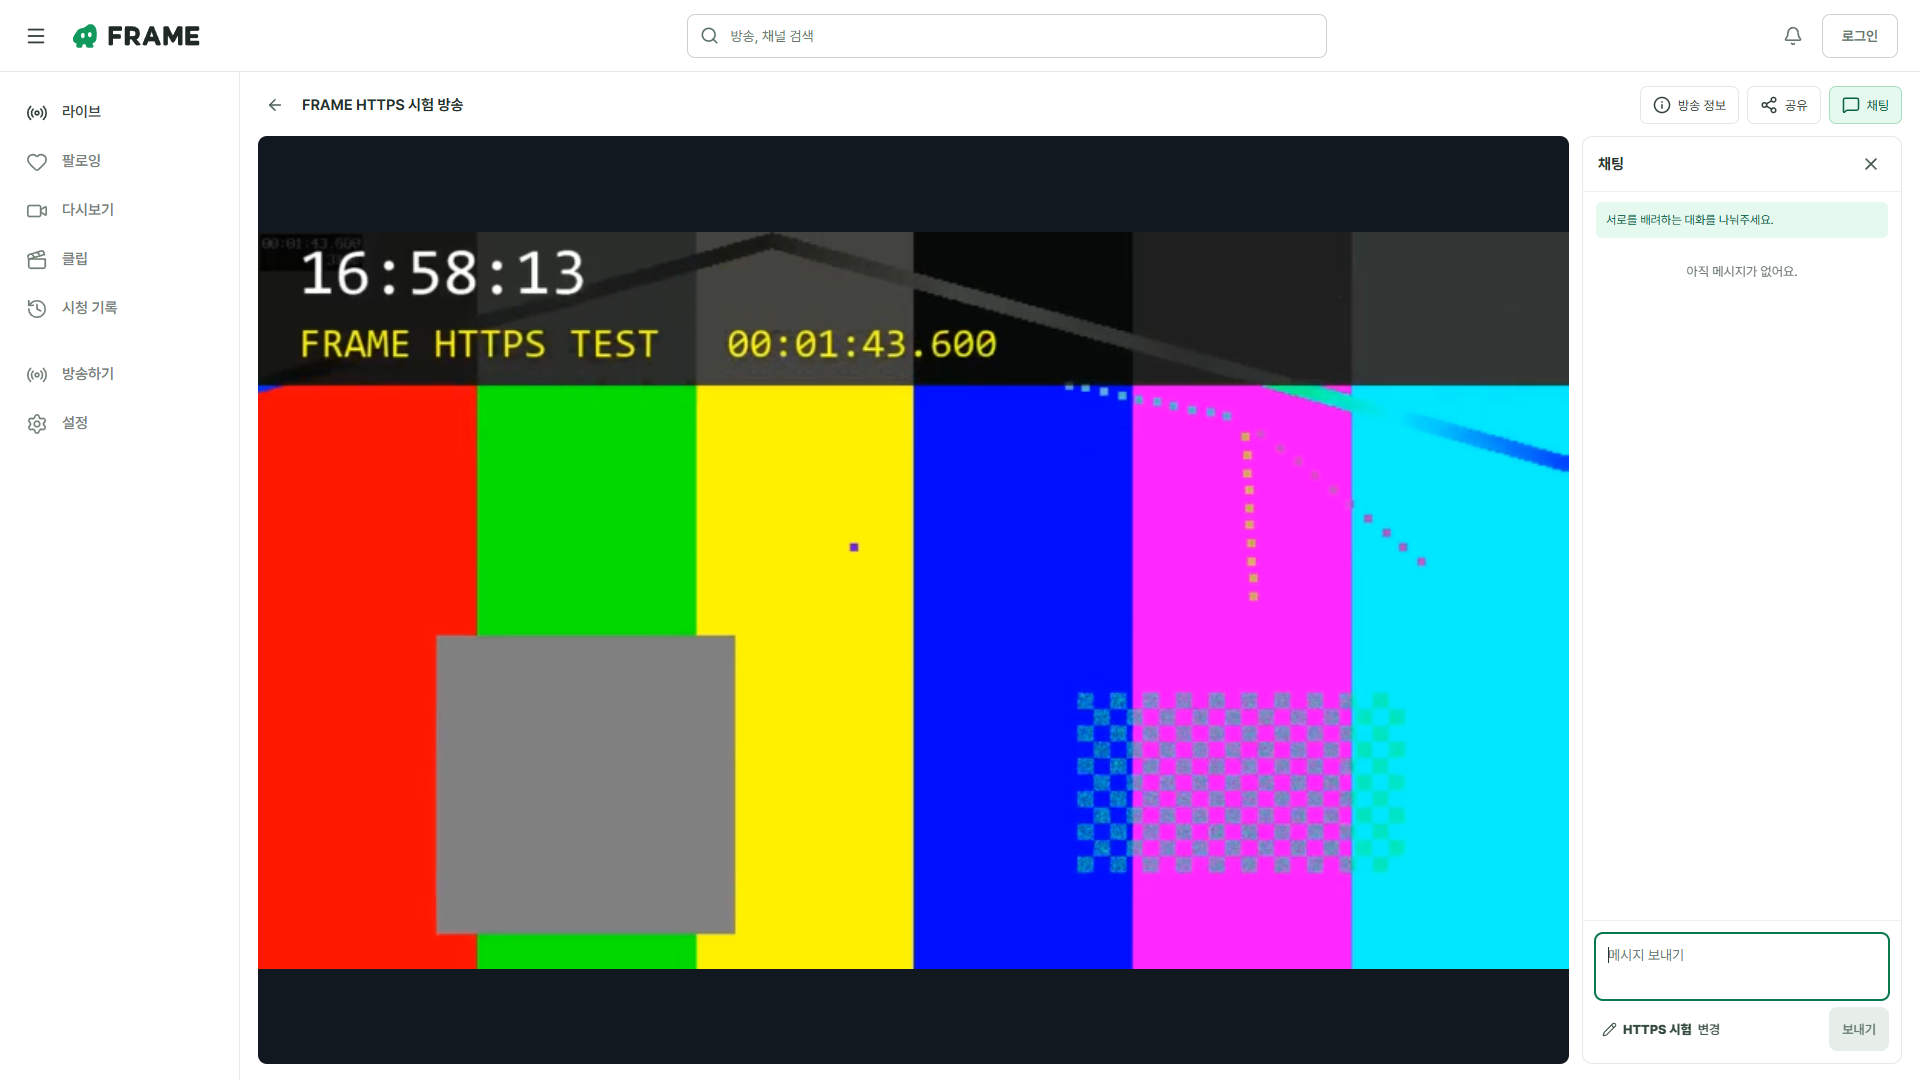 FRAME
방송, 채널 검색
로그인
라이브
팔로잉
다시보기
클립
시청 기록
방송하기
설정
FRAME HTTPS 시험 방송
방송 정보
공유
채팅
00:01:43.600
16:58:13
FRAME HTTPS TEST 00:01:43.600
채팅
서로를 배려하는 대화를 나눠주세요.
아직 메시지가 없어요.
메시지 보내기
HTTPS 시험 변경
보내기